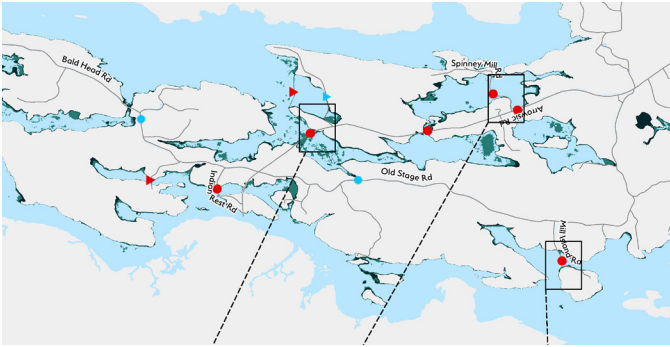 Bald Head Rd
Spinney Mill
Rd
Arrowsic Rd
Old Stage Rd
Indian
Rest Rd
Mill Island Rd